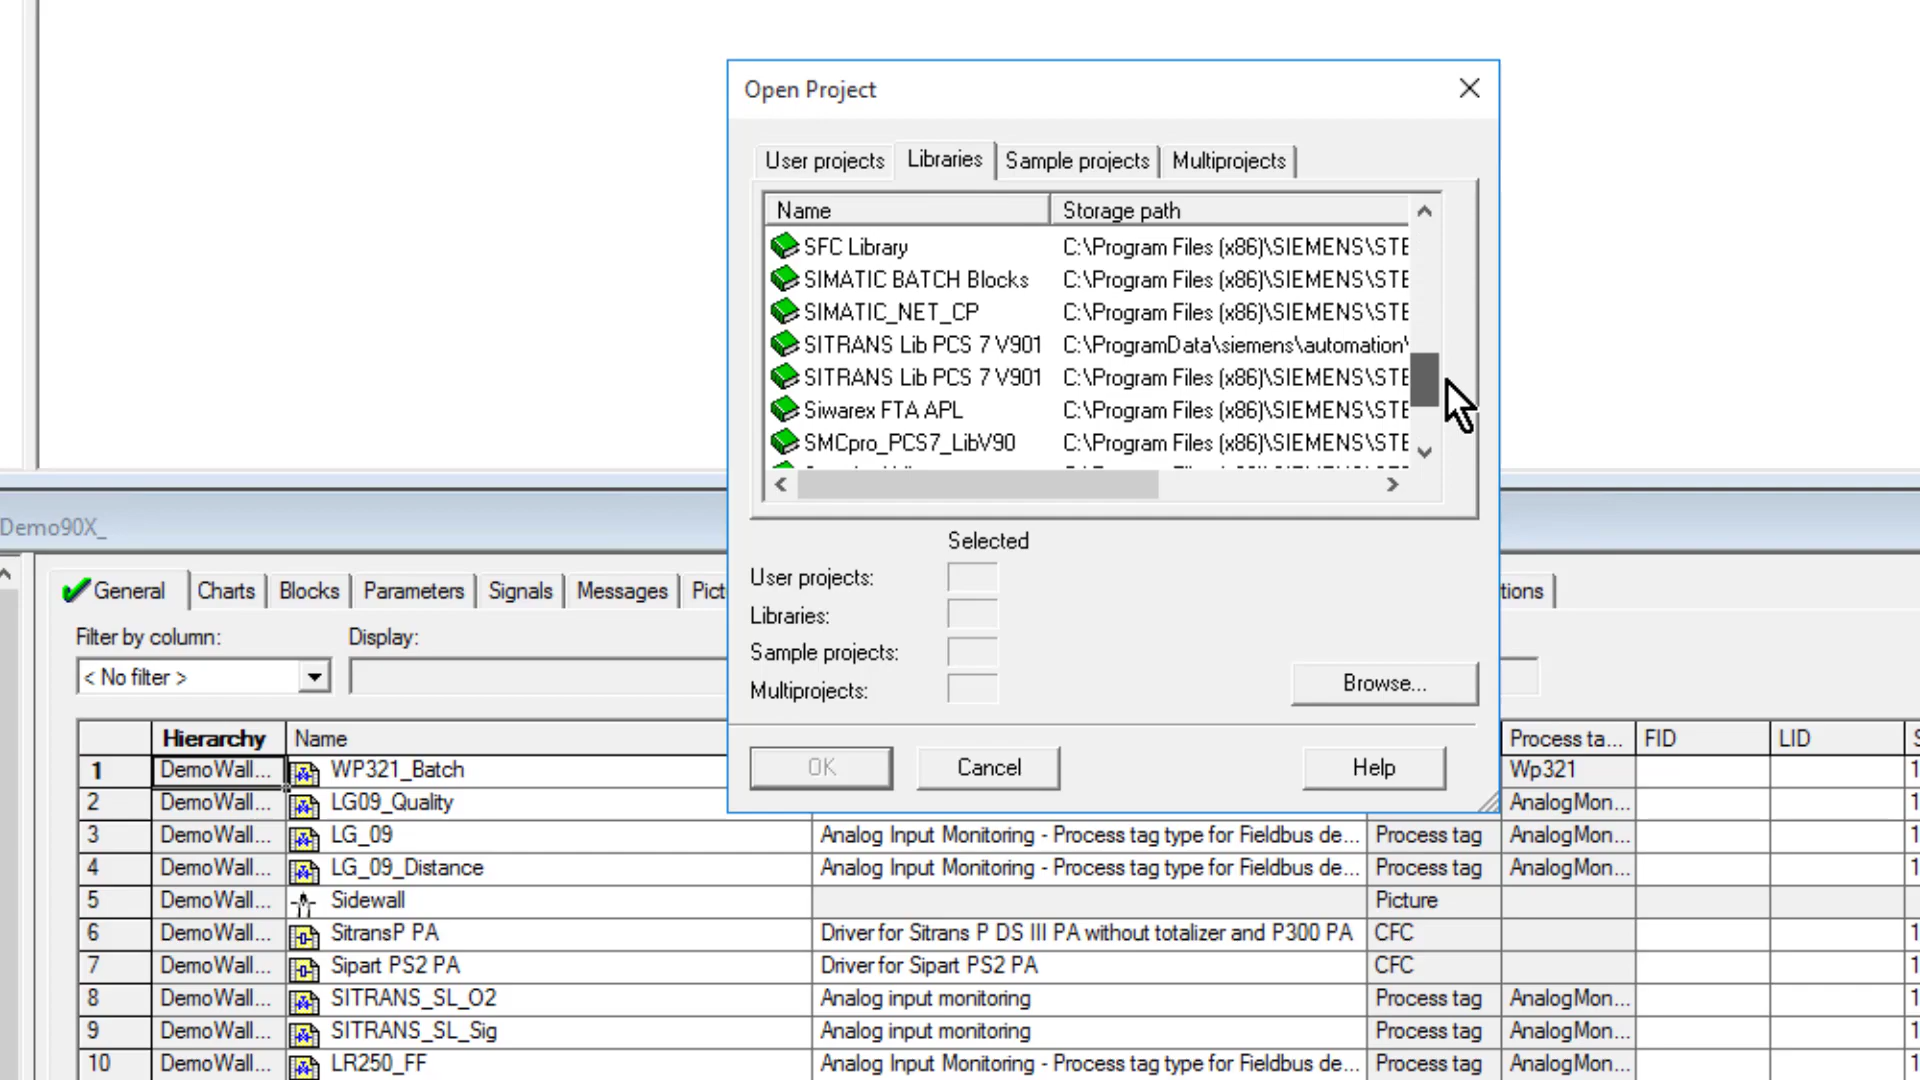 Open Project
User projects Libraries Sample projects Multiprojects
Name Storage path
SFC Library C:\Program Files (x86)\SIEMENS\STE
SIMATIC BATCH Blocks C:\Program Files (x86)\SIEMENS\STE
SIMATIC_NET_CP C:\Program Files (x86)\SIEMENS\STE
SITRANS Lib PCS 7 V901 C:\ProgramData\siemens\automation\
SITRANS Lib PCS 7 V901 C:\Program Files (x86)\SIEMENS\STE
Siwarex FTA APL C:\Program Files (x86)\SIEMENS\STE
SMCpro_PCS7_LibV90 C:\Program Files (x86)\SIEMENS\STE
Selected
User projects:
Libraries:
Sample projects:
Multiprojects:
Browse...
OK Cancel Help
Demo90X_
General Charts Blocks Parameters Signals Messages Pict tions
Filter by column: Display:
< No filter >
Hierarchy Name Process ta... FID LID S
1 DemoWall... WP321_Batch Wp321 1
2 DemoWall... LG09_Quality AnalogMon... 1
3 DemoWall... LG_09 Analog Input Monitoring - Process tag type for Fieldbus de... Process tag AnalogMon... 1
4 DemoWall... LG_09_Distance Analog Input Monitoring - Process tag type for Fieldbus de... Process tag AnalogMon... 1
5 DemoWall... Sidewall Picture 1
6 DemoWall... SitransP PA Driver for Sitrans P DS III PA without totalizer and P300 PA CFC 1
7 DemoWall... Sipart PS2 PA Driver for Sipart PS2 PA CFC 1
8 DemoWall... SITRANS_SL_O2 Analog input monitoring Process tag AnalogMon... 1
9 DemoWall... SITRANS_SL_Sig Analog input monitoring Process tag AnalogMon... 1
10 DemoWall... LR250_FF Analog Input Monitoring - Process tag type for Fieldbus de... Process tag AnalogMon... 1